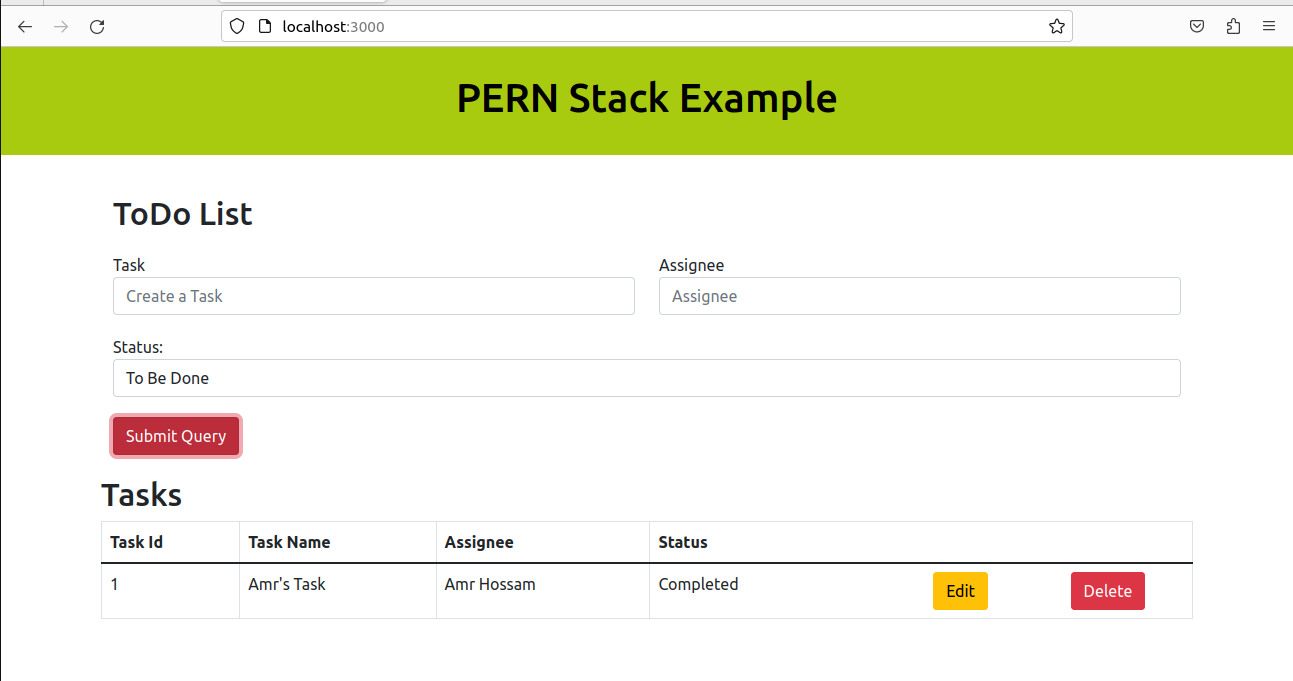 localhost:3000
PERN Stack Example
ToDo List
Task Assignee
Create a Task Assignee
Status:
To Be Done
Submit Query
Tasks
Task Id Task Name Assignee Status
1 Amr's Task Amr Hossam Completed Edit Delete